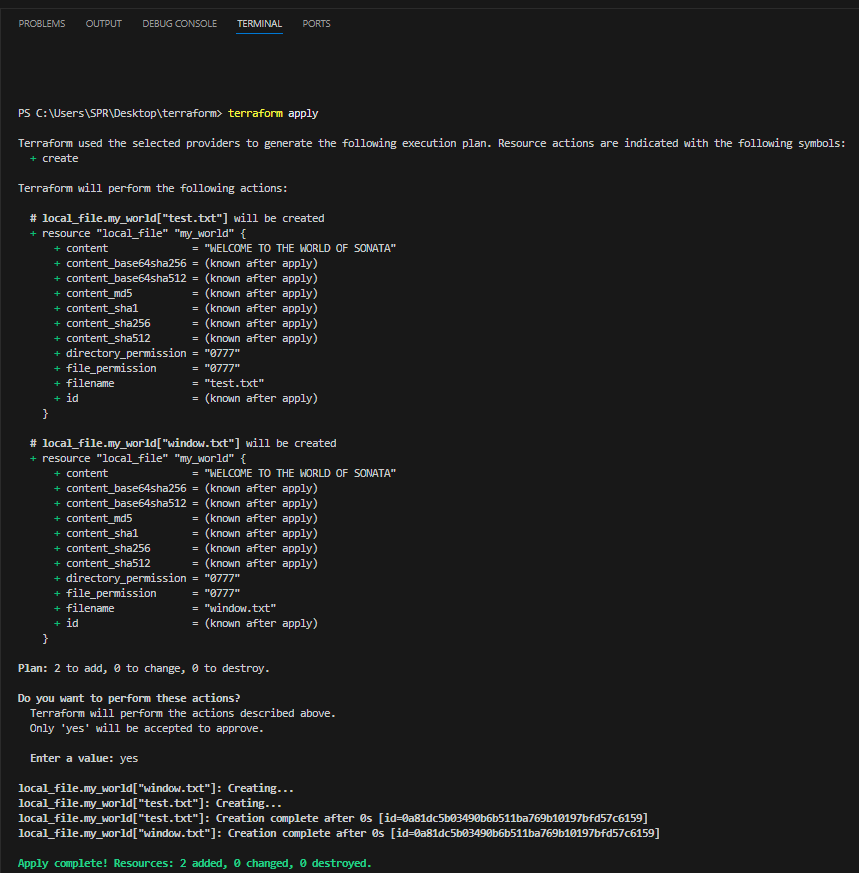 PROBLEMS OUTPUT DEBUG CONSOLE TERMINAL PORTS
PS C:\Users\SPR\Desktop\terraform> terraform apply
Terraform used the selected providers to generate the following execution plan. Resource actions are indicated with the following symbols:
  + create
Terraform will perform the following actions:
  # local_file.my_world["test.txt"] will be created
  + resource "local_file" "my_world" {
      + content              = "WELCOME TO THE WORLD OF SONATA"
      + content_base64sha256 = (known after apply)
      + content_base64sha512 = (known after apply)
      + content_md5          = (known after apply)
      + content_sha1         = (known after apply)
      + content_sha256       = (known after apply)
      + content_sha512       = (known after apply)
      + directory_permission = "0777"
      + file_permission      = "0777"
      + filename             = "test.txt"
      + id                   = (known after apply)
    }
  # local_file.my_world["window.txt"] will be created
  + resource "local_file" "my_world" {
      + content              = "WELCOME TO THE WORLD OF SONATA"
      + content_base64sha256 = (known after apply)
      + content_base64sha512 = (known after apply)
      + content_md5          = (known after apply)
      + content_sha1         = (known after apply)
      + content_sha256       = (known after apply)
      + content_sha512       = (known after apply)
      + directory_permission = "0777"
      + file_permission      = "0777"
      + filename             = "window.txt"
      + id                   = (known after apply)
    }
Plan: 2 to add, 0 to change, 0 to destroy.
Do you want to perform these actions?
  Terraform will perform the actions described above.
  Only 'yes' will be accepted to approve.
  Enter a value: yes
local_file.my_world["window.txt"]: Creating...
local_file.my_world["test.txt"]: Creating...
local_file.my_world["test.txt"]: Creation complete after 0s [id=0a81dc5b03490b6b511ba769b10197bfd57c6159]
local_file.my_world["window.txt"]: Creation complete after 0s [id=0a81dc5b03490b6b511ba769b10197bfd57c6159]
Apply complete! Resources: 2 added, 0 changed, 0 destroyed.